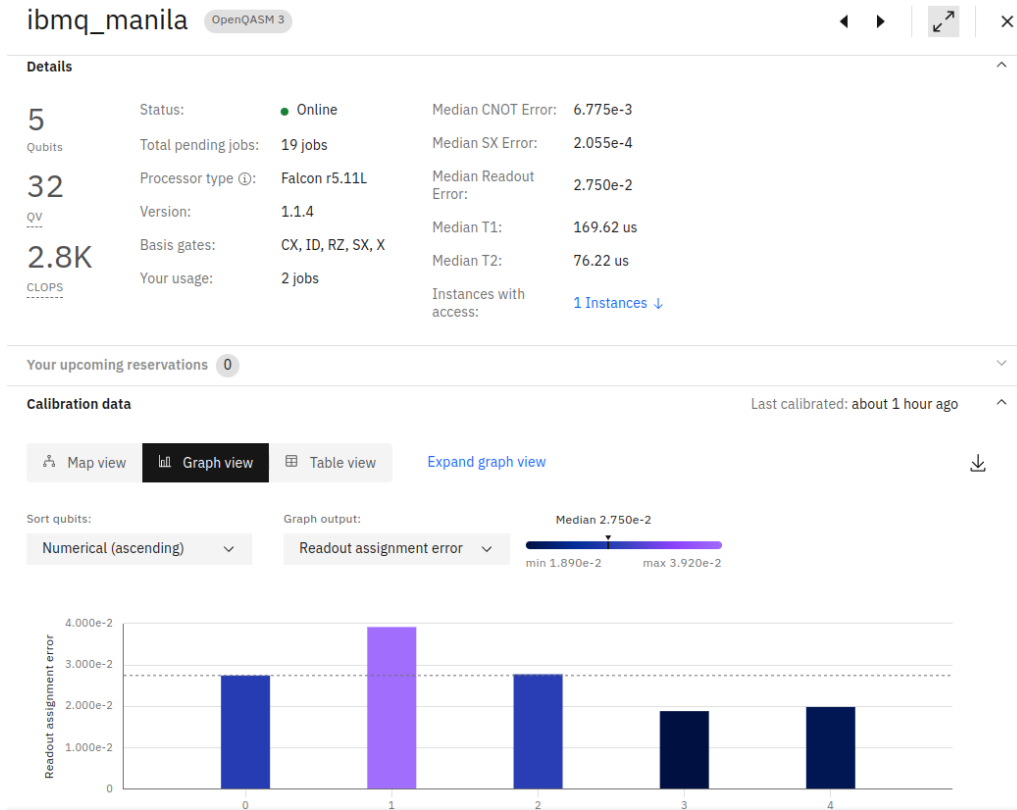 ibmq_manila OpenQASM 3
Details
5
Qubits
32
QV
2.8K
CLOPS
Status: Online
Total pending jobs: 19 jobs
Processor type ⓘ: Falcon r5.11L
Version: 1.1.4
Basis gates: CX, ID, RZ, SX, X
Your usage: 2 jobs
Median CNOT Error: 6.775e-3
Median SX Error: 2.055e-4
Median Readout
Error: 2.750e-2
Median T1: 169.62 us
Median T2: 76.22 us
Instances with
access: 1 Instances ↓
Your upcoming reservations 0
Calibration data Last calibrated: about 1 hour ago
Map view Graph view Table view Expand graph view
Sort qubits:
Numerical (ascending)
Graph output:
Readout assignment error
Median 2.750e-2
min 1.890e-2 max 3.920e-2
Readout assignment error
4.000e-2
3.000e-2
2.000e-2
1.000e-2
0
0 1 2 3 4